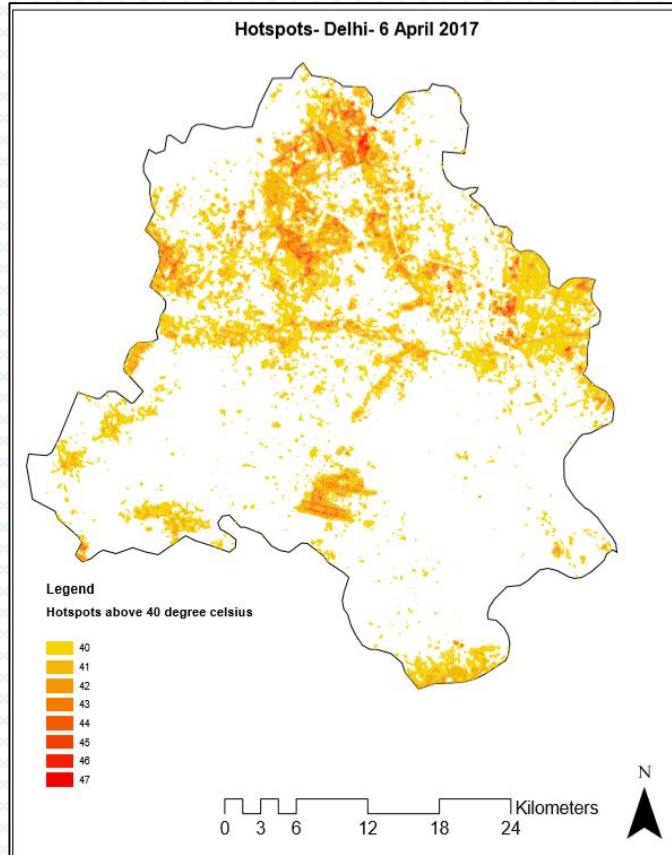 Hotspots- Delhi- 6 April 2017
Legend
Hotspots above 40 degree celsius
40
41
42
43
44
45
46
47
N
Kilometers
0 3 6 12 18 24